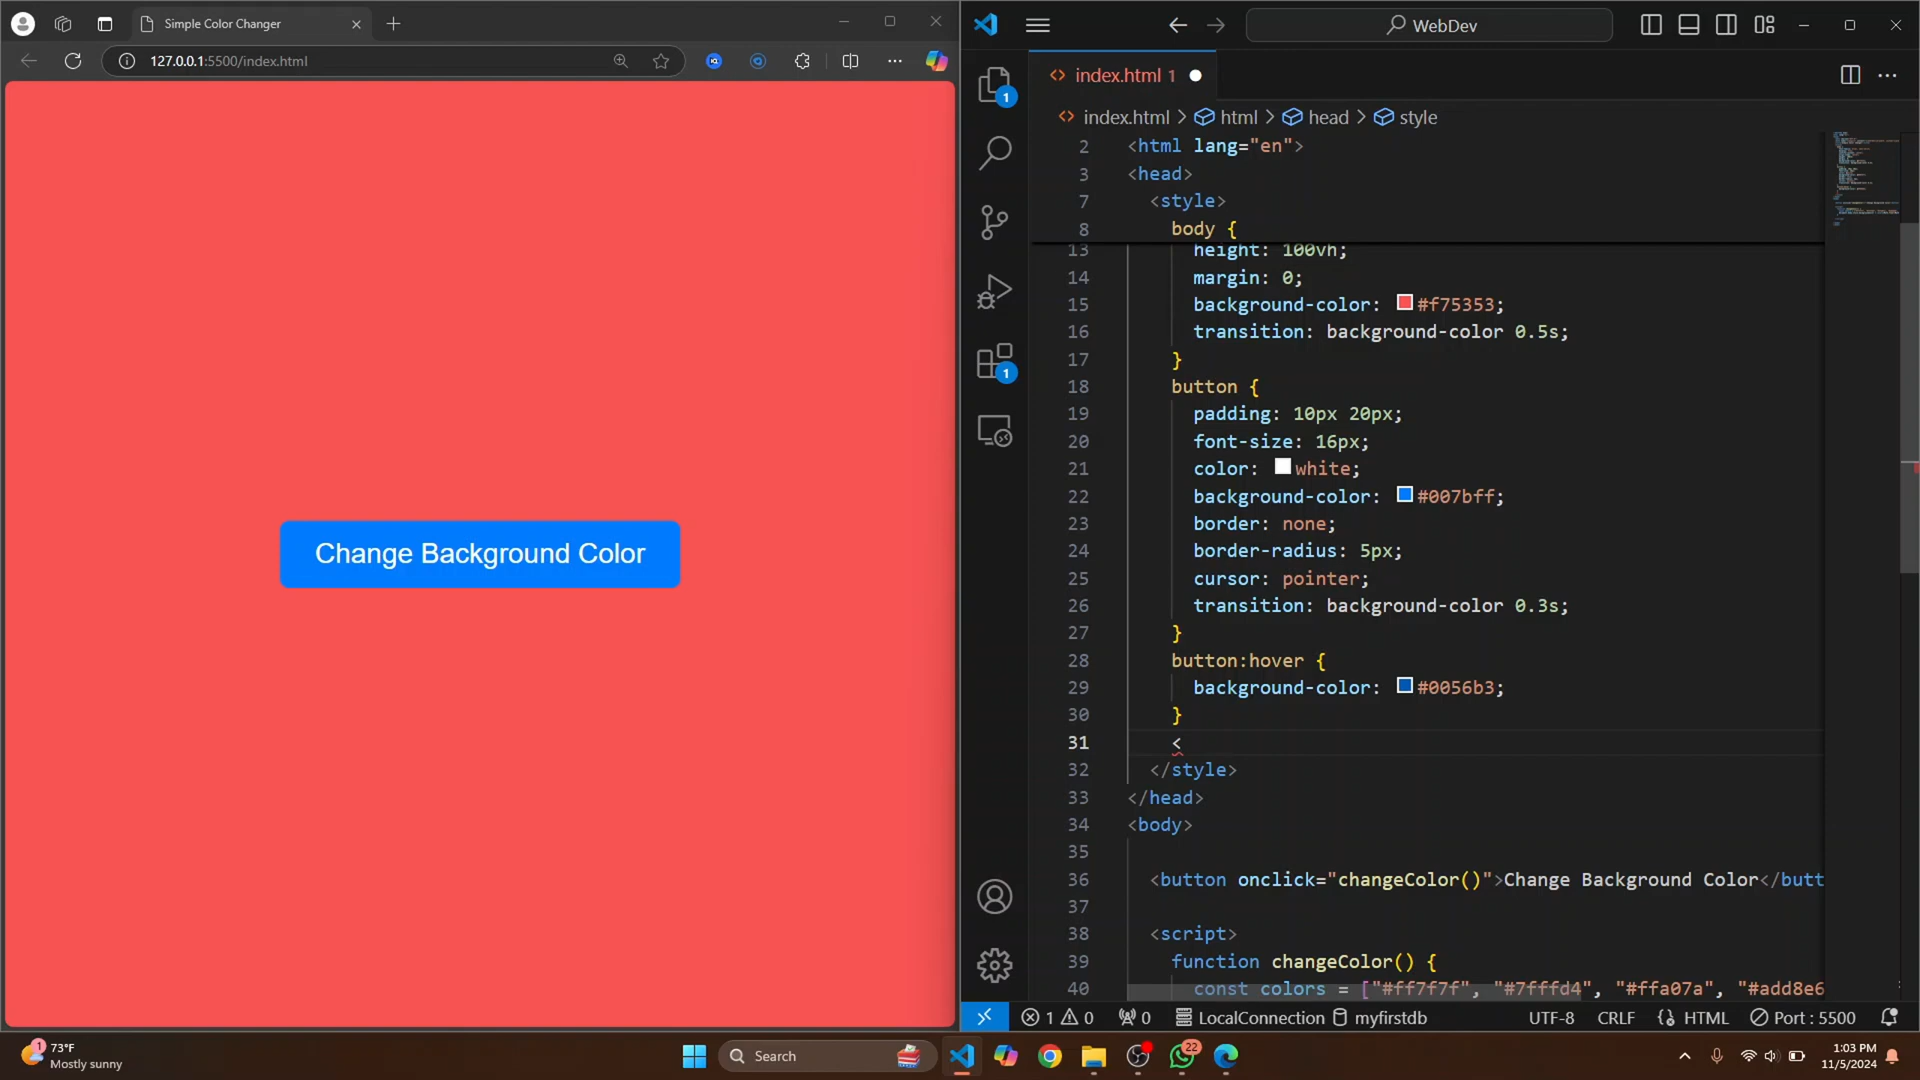 Simple Color Changer
127.0.0.1:5500/index.html
Change Background Color
WebDev
index.html 1
index.html > html > head > style
2 <html lang="en">
3 <head>
7 <style>
8 body {
13 height: 100vh;
14 margin: 0;
15 background-color: #f75353;
16 transition: background-color 0.5s;
17 }
18 button {
19 padding: 10px 20px;
20 font-size: 16px;
21 color: white;
22 background-color: #007bff;
23 border: none;
24 border-radius: 5px;
25 cursor: pointer;
26 transition: background-color 0.3s;
27 }
28 button:hover {
29 background-color: #0056b3;
30 }
31 <
32 </style>
33 </head>
34 <body>
35
36 <button onclick="changeColor()">Change Background Color</butt
37
38 <script>
39 function changeColor() {
40 const colors = ["#ff7f7f", "#7fffd4", "#ffa07a", "#add8e6
1
1
1 0 0 LocalConnection myfirstdb UTF-8 CRLF HTML Port : 5500
1
73°F
Mostly sunny
Search
22
1:03 PM
11/5/2024